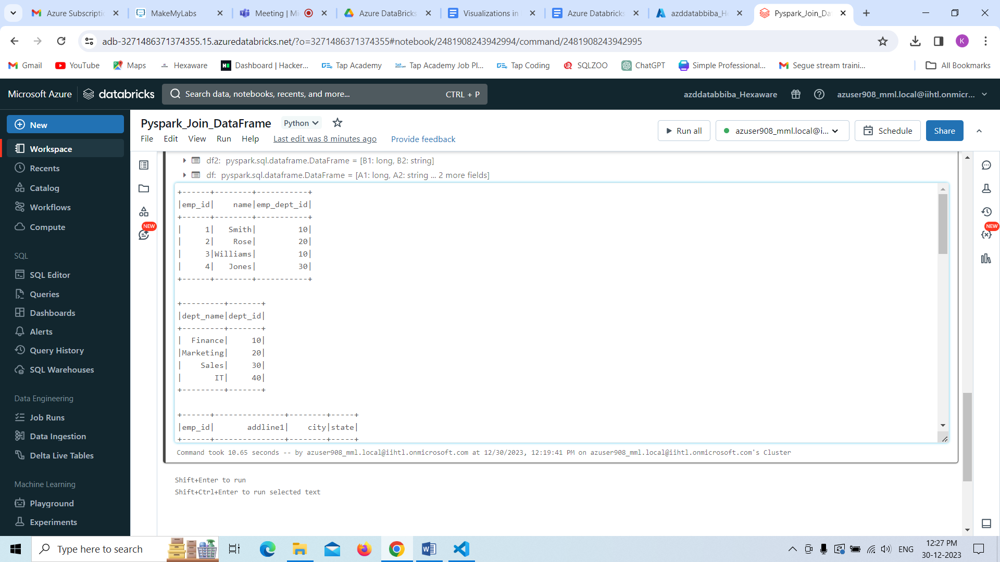 Azure Subscriptic
MakeMyLabs
Meeting | Mi
Azure DataBricks
Visualizations in
Azure Databricks
azddatabbiba_He
Pyspark_Join_Da
adb-3271486371374355.15.azuredatabricks.net/?o=3271486371374355#notebook/2481908243942994/command/2481908243942995
K
Gmail
YouTube
Maps
Hexaware
Dashboard | Hacker...
Tap Academy
Tap Academy Job Pl...
Tap Coding
SQLZOO
ChatGPT
Simple Professional...
Segue stream traini...
All Bookmarks
Microsoft Azure
databricks
Search data, notebooks, recents, and more...
CTRL + P
azddatabbiba_Hexaware
azuser908_mml.local@iihtl.onmicr...
New
Workspace
Recents
Catalog
Workflows
Compute
SQL
SQL Editor
Queries
Dashboards
Alerts
Query History
SQL Warehouses
Data Engineering
Job Runs
Data Ingestion
Delta Live Tables
Machine Learning
Playground
Experiments
Pyspark_Join_DataFrame
Python
File Edit View Run Help
Last edit was 8 minutes ago
Provide feedback
Run all
azuser908_mml.local@i...
Schedule
Share
NEW
NEW
df2: pyspark.sql.dataframe.DataFrame = [B1: long, B2: string]
df: pyspark.sql.dataframe.DataFrame = [A1: long, A2: string ... 2 more fields]
+------+--------+-----------+
|emp_id|    name|emp_dept_id|
+------+--------+-----------+
|     1|   Smith|         10|
|     2|    Rose|         20|
|     3|Williams|         10|
|     4|   Jones|         30|
+------+--------+-----------+
+---------+-------+
|dept_name|dept_id|
+---------+-------+
|  Finance|     10|
|Marketing|     20|
|    Sales|     30|
|       IT|     40|
+---------+-------+
+------+---------------+--------+-----+
|emp_id|       addline1|    city|state|
+------+---------------+--------+-----+
Command took 10.65 seconds -- by azuser908_mml.local@iihtl.onmicrosoft.com at 12/30/2023, 12:19:41 PM on azuser908_mml.local@iihtl.onmicrosoft.com's Cluster
Shift+Enter to run
Shift+Ctrl+Enter to run selected text
Type here to search
ENG
12:27 PM
30-12-2023